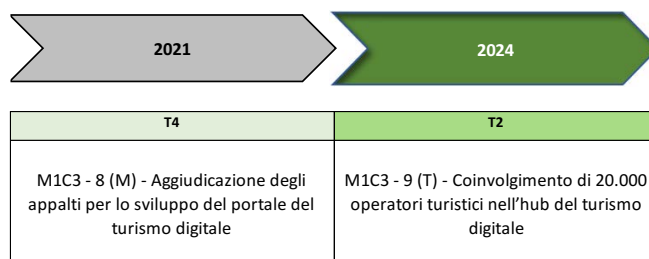 2021
2024
T4
T2
M1C3 - 8 (M) - Aggiudicazione degli
appalti per lo sviluppo del portale del
turismo digitale
M1C3 - 9 (T) - Coinvolgimento di 20.000
operatori turistici nell'hub del turismo
digitale